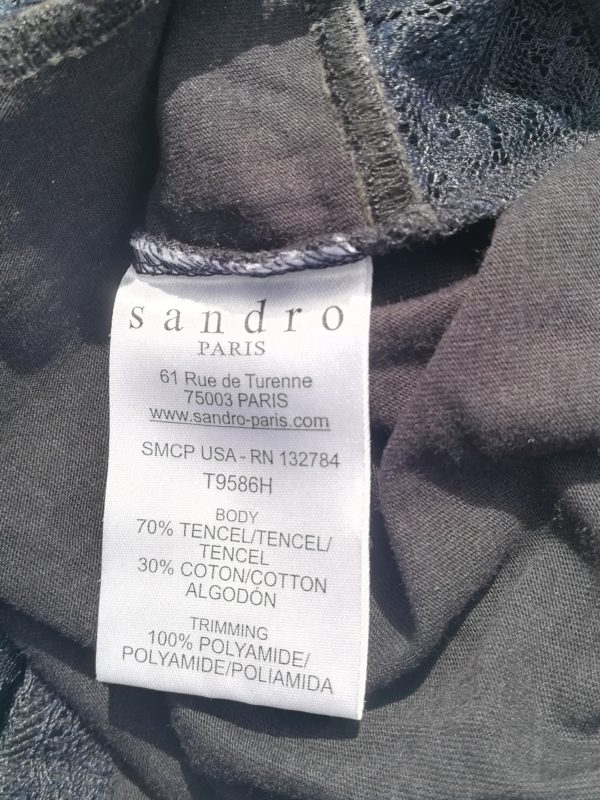 sandro
PARIS
61 Rue de Turenne
75003 PARIS
www.sandro-paris.com
SMCP USA - RN 132784
T9586H
BODY
70% TENCEL/TENCEL/
TENCEL
30% COTON/COTTON
ALGODÓN
TRIMMING
100% POLYAMIDE/
POLYAMIDE/POLIAMIDA